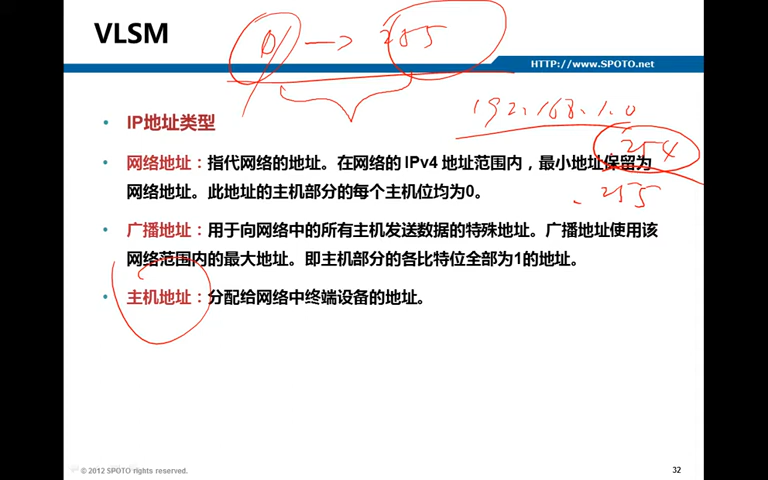 VLSM
0 —> 255
HTTP://www.SPOTO.net
192.168.1.0
254
.255
• IP地址类型
• 网络地址：指代网络的地址。在网络的 IPv4 地址范围内，最小地址保留为
网络地址。此地址的主机部分的每个主机位均为0。
• 广播地址：用于向网络中的所有主机发送数据的特殊地址。广播地址使用该
网络范围内的最大地址。即主机部分的各比特位全部为1的地址。
• 主机地址：分配给网络中终端设备的地址。
© 2012 SPOTO rights reserved.
32